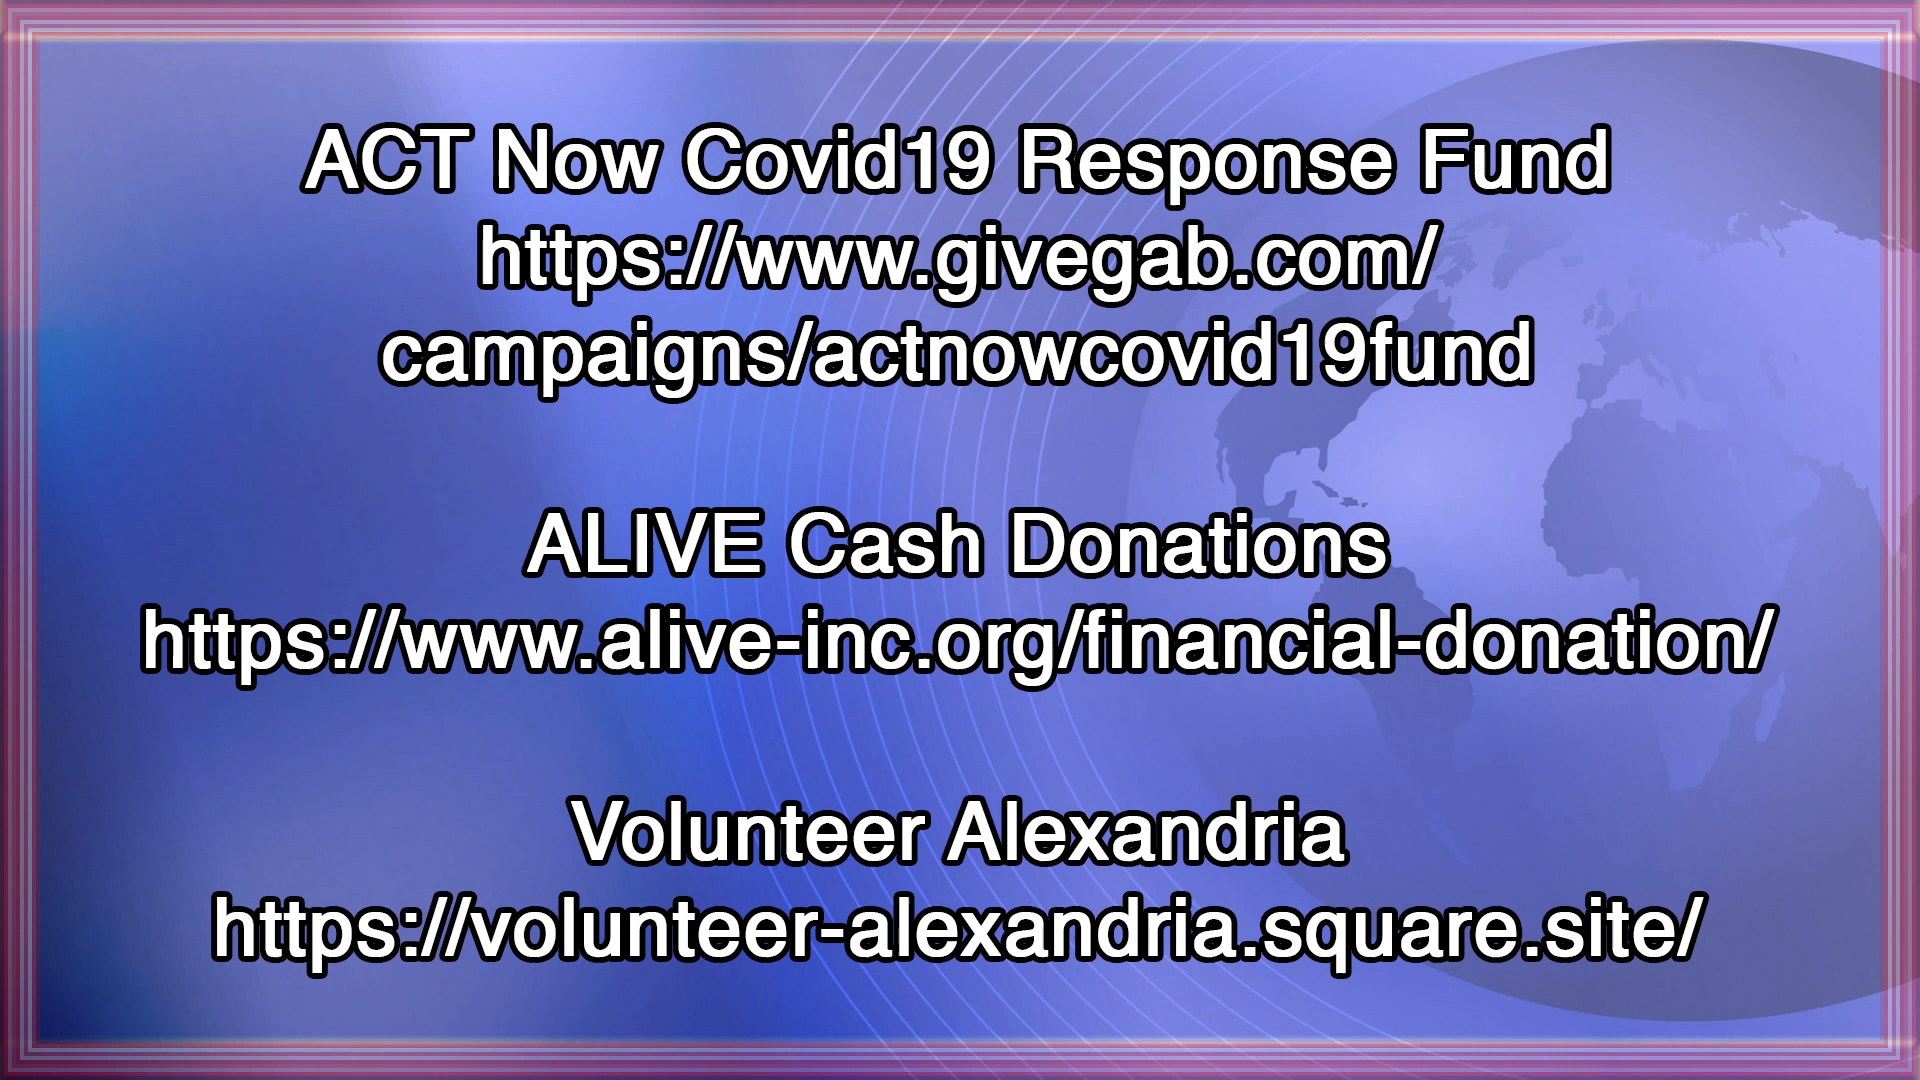 ACT Now Covid19 Response Fund
https://www.givegab.com/
campaigns/actnowcovid19fund
ALIVE Cash Donations
https://www.alive-inc.org/financial-donation/
Volunteer Alexandria
https://volunteer-alexandria.square.site/